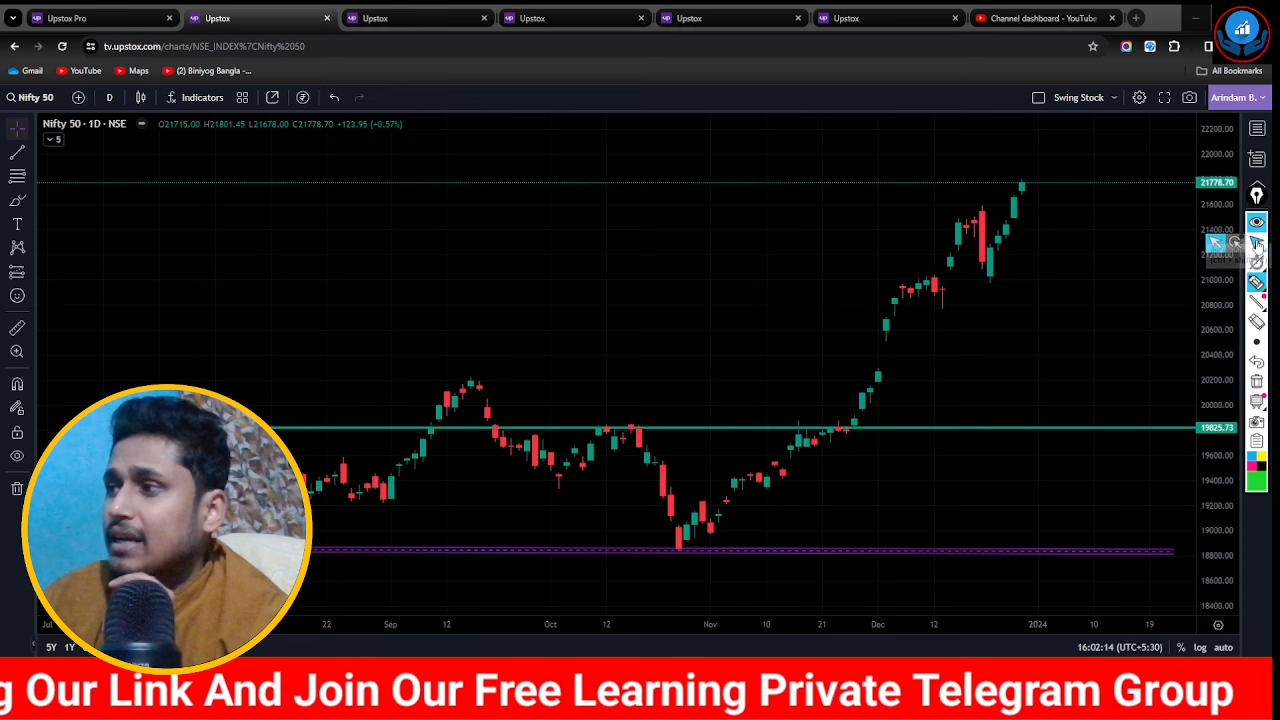 Upstox Pro
Upstox
Upstox
Upstox
Upstox
Upstox
Channel dashboard - YouTube
tv.upstox.com/charts/NSE_INDEX%7CNifty%2050
Gmail
YouTube
Maps
(2) Biniyog Bangla -...
All Bookmarks
Nifty 50
D
Indicators
Swing Stock
Arindam B.
Nifty 50 · 1D · NSE
O21715.00 H21801.45 L21678.00 C21778.70 +123.95 (+0.57%)
5
22200.00
22000.00
21778.70
21600.00
21400.00
21000.00
20800.00
20600.00
20400.00
20200.00
20000.00
19825.73
19600.00
19400.00
19200.00
19000.00
18800.00
18600.00
18400.00
Jul
22
Sep
12
Oct
12
Nov
10
21
Dec
12
2024
10
19
5Y
1Y
16:02:14 (UTC+5:30)
%
log
auto
g Our Link And Join Our Free Learning Private Telegram Group